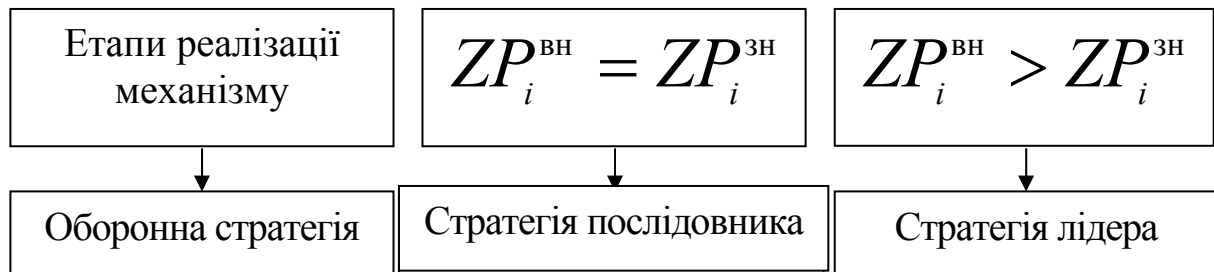 Етапи реалізації
механізму
ZP_i^вн = ZP_i^зн
ZP_i^вн > ZP_i^зн
Оборонна стратегія
Стратегія послідовника
Стратегія лідера